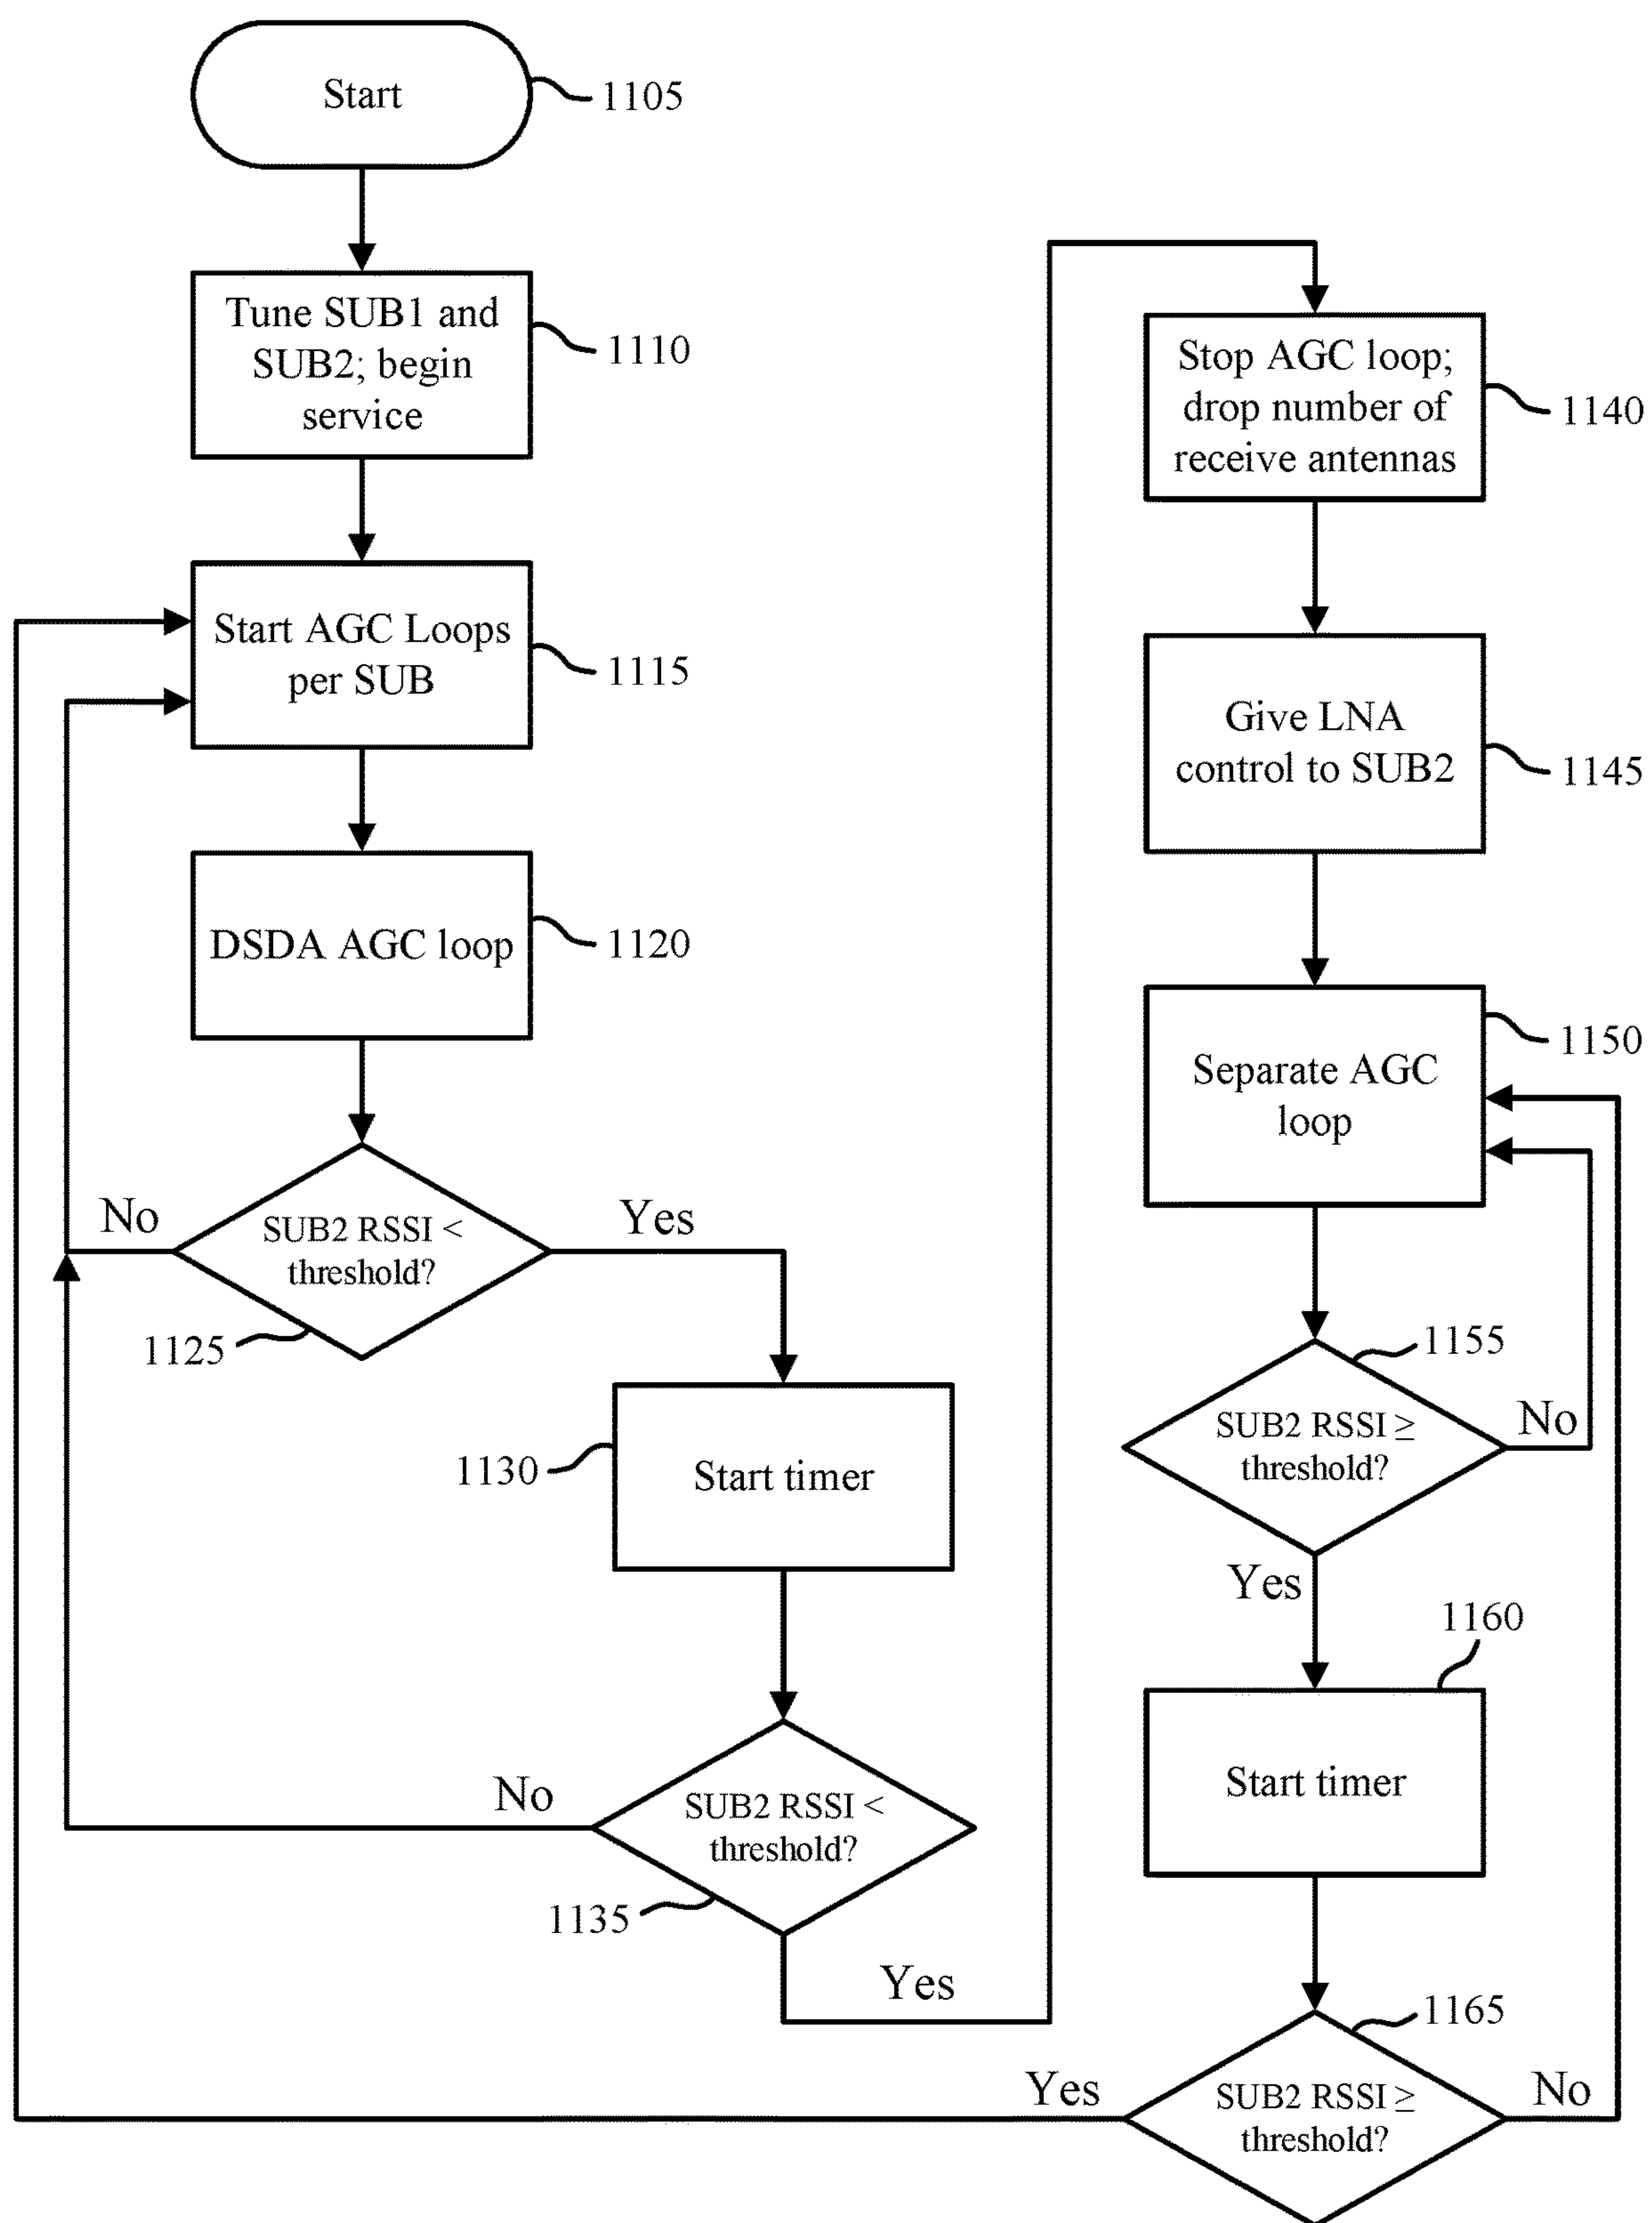 Start
1105
Tune SUB1 and
SUB2; begin
service
1110
Start AGC Loops
per SUB
1115
DSDA AGC loop
1120
No
SUB2 RSSI <
threshold?
Yes
1125
1130
Start timer
No
SUB2 RSSI <
threshold?
1135
Yes
Stop AGC loop;
drop number of
receive antennas
1140
Give LNA
control to SUB2
1145
Separate AGC
loop
1150
1155
SUB2 RSSI ≥
threshold?
No
Yes
1160
Start timer
1165
Yes
SUB2 RSSI ≥
threshold?
No